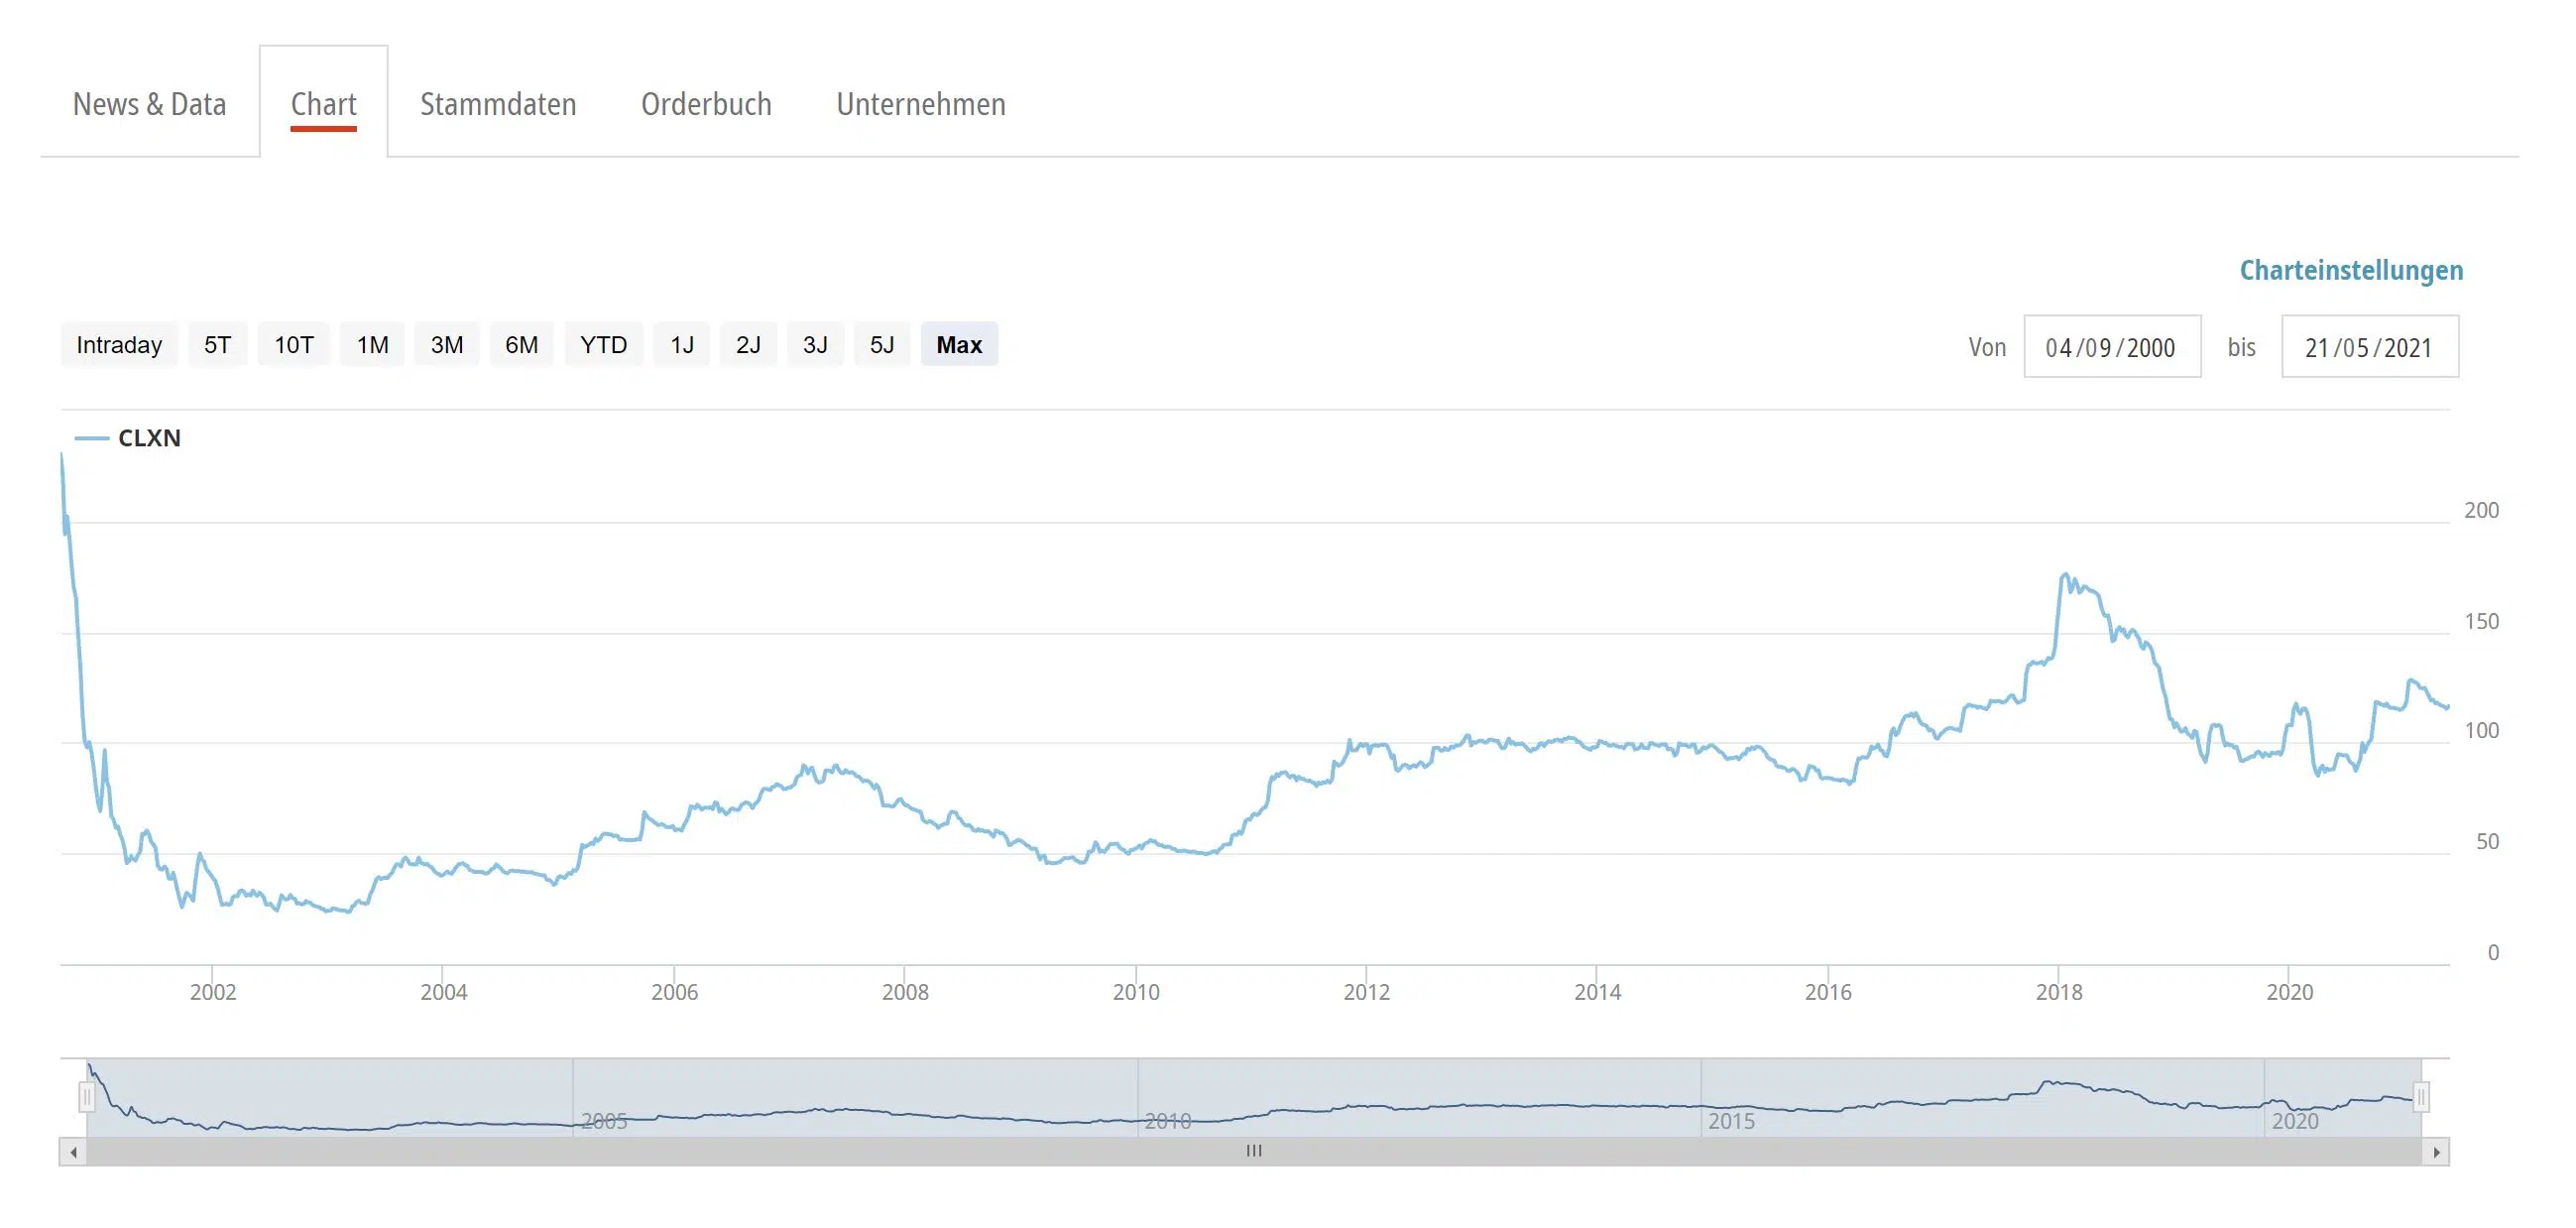 News & Data Chart Stammdaten Orderbuch Unternehmen
Charteinstellungen
Intraday 5T 10T 1M 3M 6M YTD 1J 2J 3J 5J Max Von 04/09/2000 bis 21/05/2021
CLXN
200
150
100
50
0
2002 2004 2006 2008 2010 2012 2014 2016 2018 2020
2005 2010 2015 2020